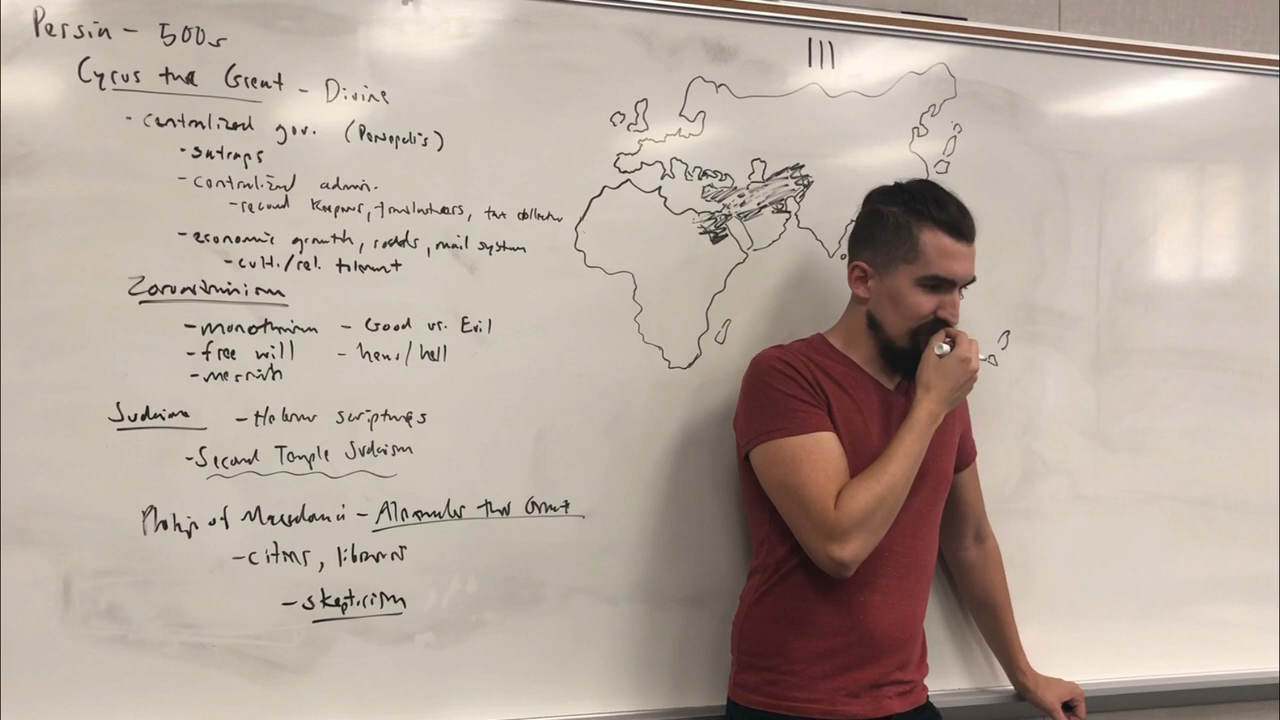 Persia - 500s
Cyrus the Great - Divine
- centralized gov. (Persepolis)
- satraps
- centralized admin.
- record keepers, translators, tax collector
- economic growth, roads, mail system
- cult./rel. tolerant
Zoroastrianism
- monotheism - Good vs. Evil
- free will - heav/hell
- messiah
Judaism - Hebrew scriptures
- Second Temple Judaism
Philip of Macedonia - Alexander the Great
- cities, libraries
- skepticism
III